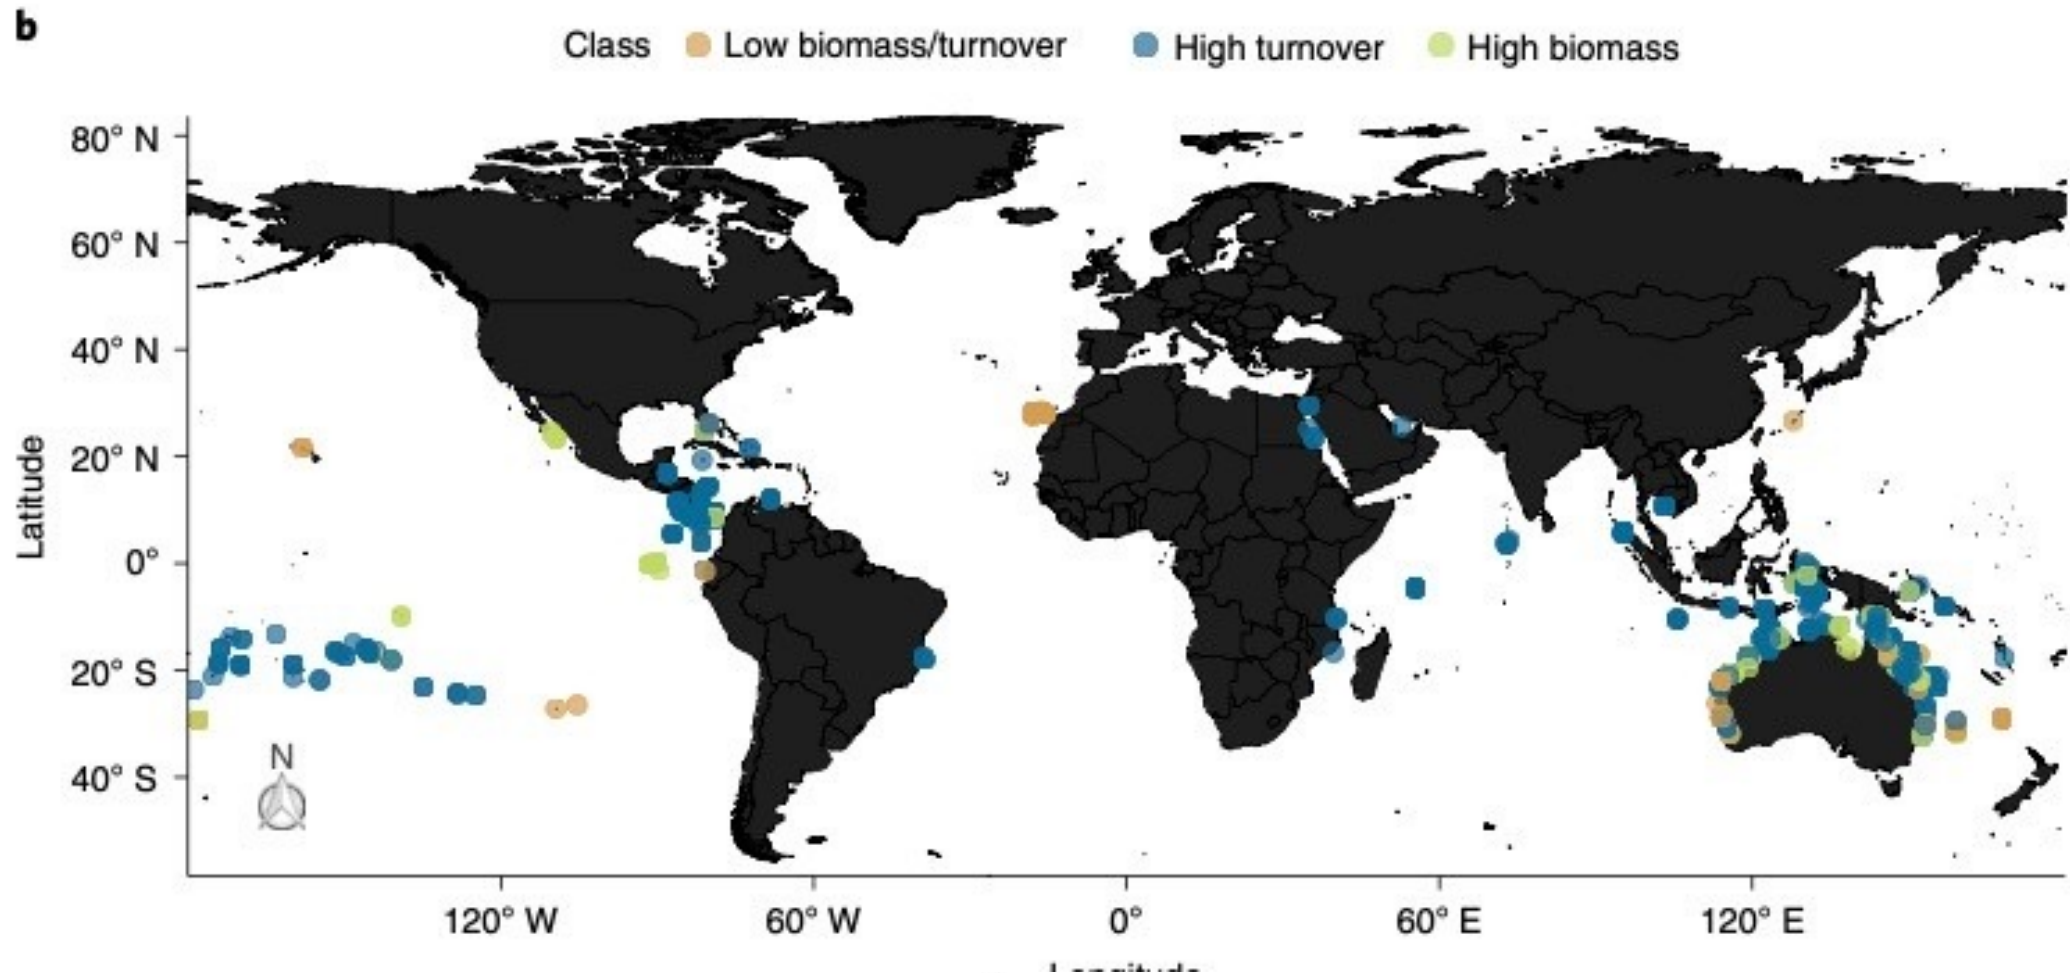 b
Class Low biomass/turnover High turnover High biomass
80° N
60° N
40° N
20° N
0°
20° S
40° S
Latitude
N
120° W 60° W 0° 60° E 120° E
Longitude